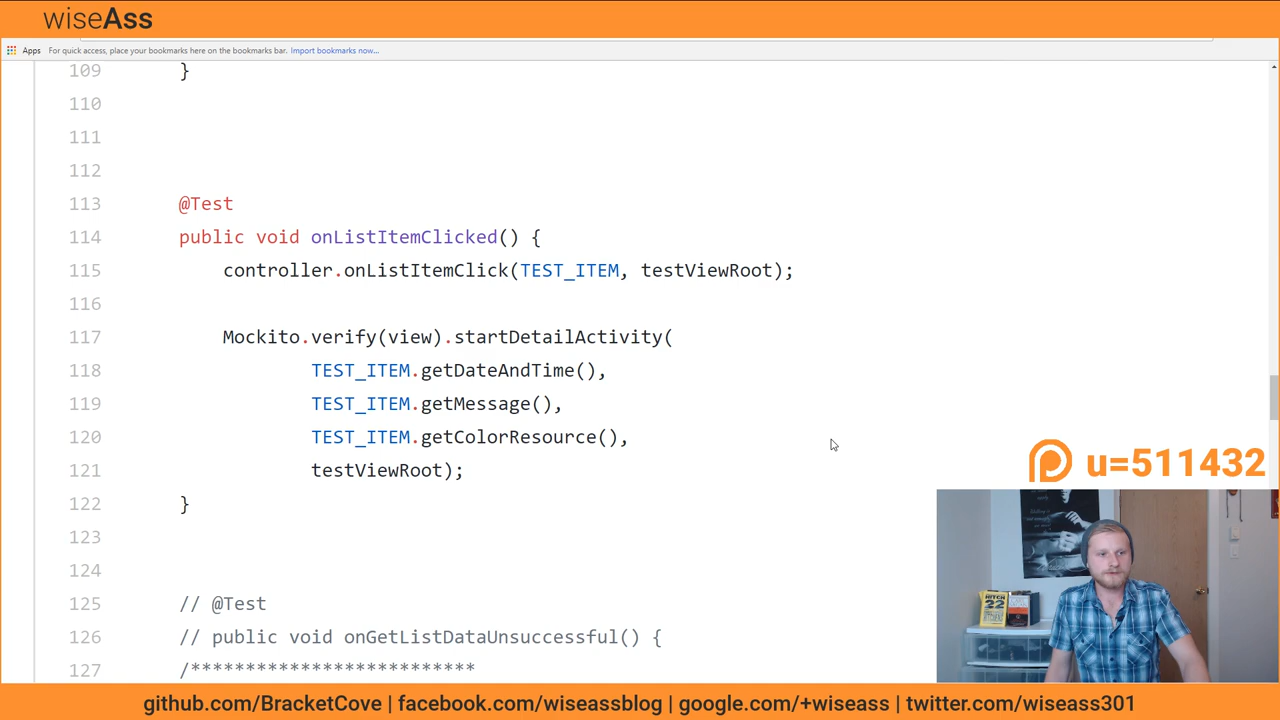 wiseAss
Apps For quick access, place your bookmarks here on the bookmarks bar. Import bookmarks now...
109 }
110
111
112
113 @Test
114 public void onListItemClicked() {
115 controller.onListItemClick(TEST_ITEM, testViewRoot);
116
117 Mockito.verify(view).startDetailActivity(
118 TEST_ITEM.getDateAndTime(),
119 TEST_ITEM.getMessage(),
120 TEST_ITEM.getColorResource(),
121 testViewRoot);
122 }
123
124
125 // @Test
126 // public void onGetListDataUnsuccessful() {
127 /**************************
u=511432
HITCH
22
github.com/BracketCove | facebook.com/wiseassblog | google.com/+wiseass | twitter.com/wiseass301